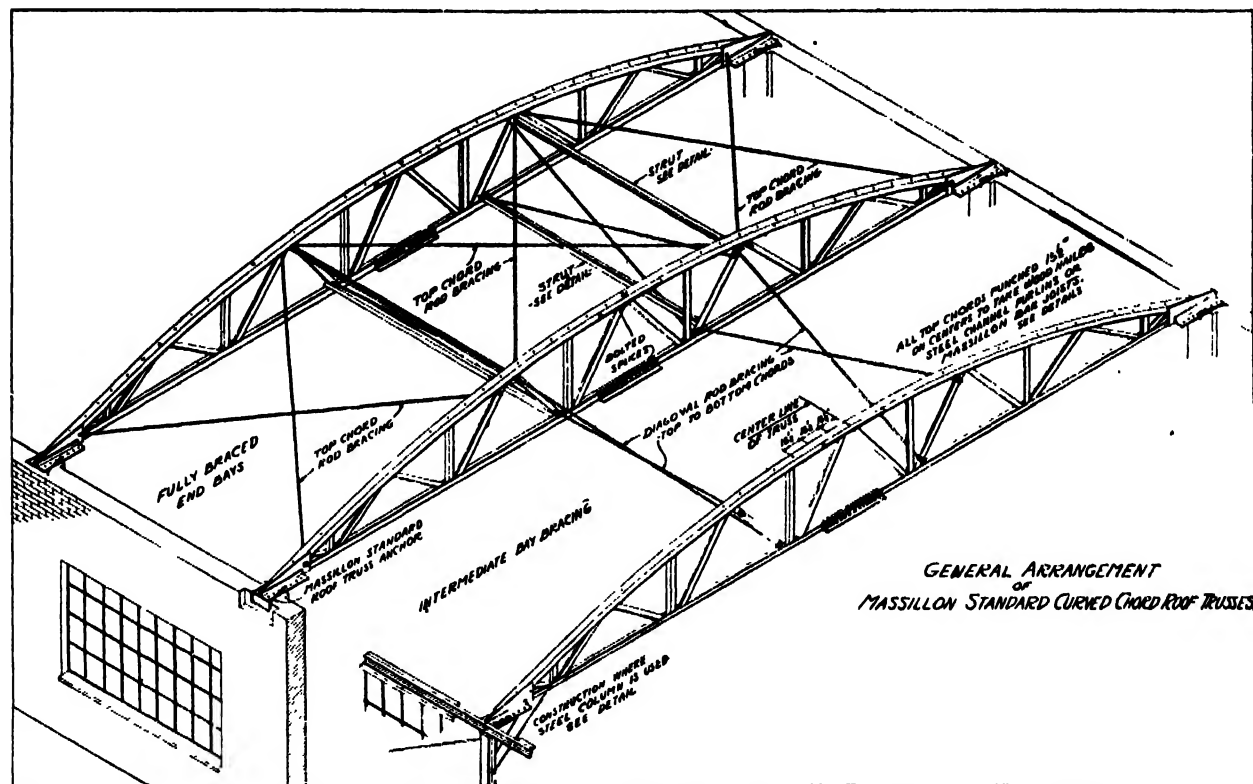 STRUT
SEE DETAIL
TOP CHORD
ROD BRACING
TOP CHORD
ROD BRACING
STRUT
SEE DETAIL
ALL TOP CHORDS PUNCHED
ON CENTERS TO TAKE WOOD NAILERS
STEEL CHANNEL PURLINS OR
MASSILLON BAR JOISTS.
SEE DETAILS
BOLTED
SPLICES
DIAGOVAL ROD BRACING
TOP TO BOTTOM CHORDS
CENTER LINE
OF TRUSS
TOP CHORD
ROD BRACING
FULLY BRACED
END BAYS
MASSILLON STANDARD
ROOF TRUSS ANCHOR
INTERMEDIATE BAY BRACING
CONSTRUCTION WHERE
STEEL COLUMN IS USED
SEE DETAIL
GENERAL ARRANGEMENT
OF
MASSILLON STANDARD CURVED CHORD ROOF TRUSSES